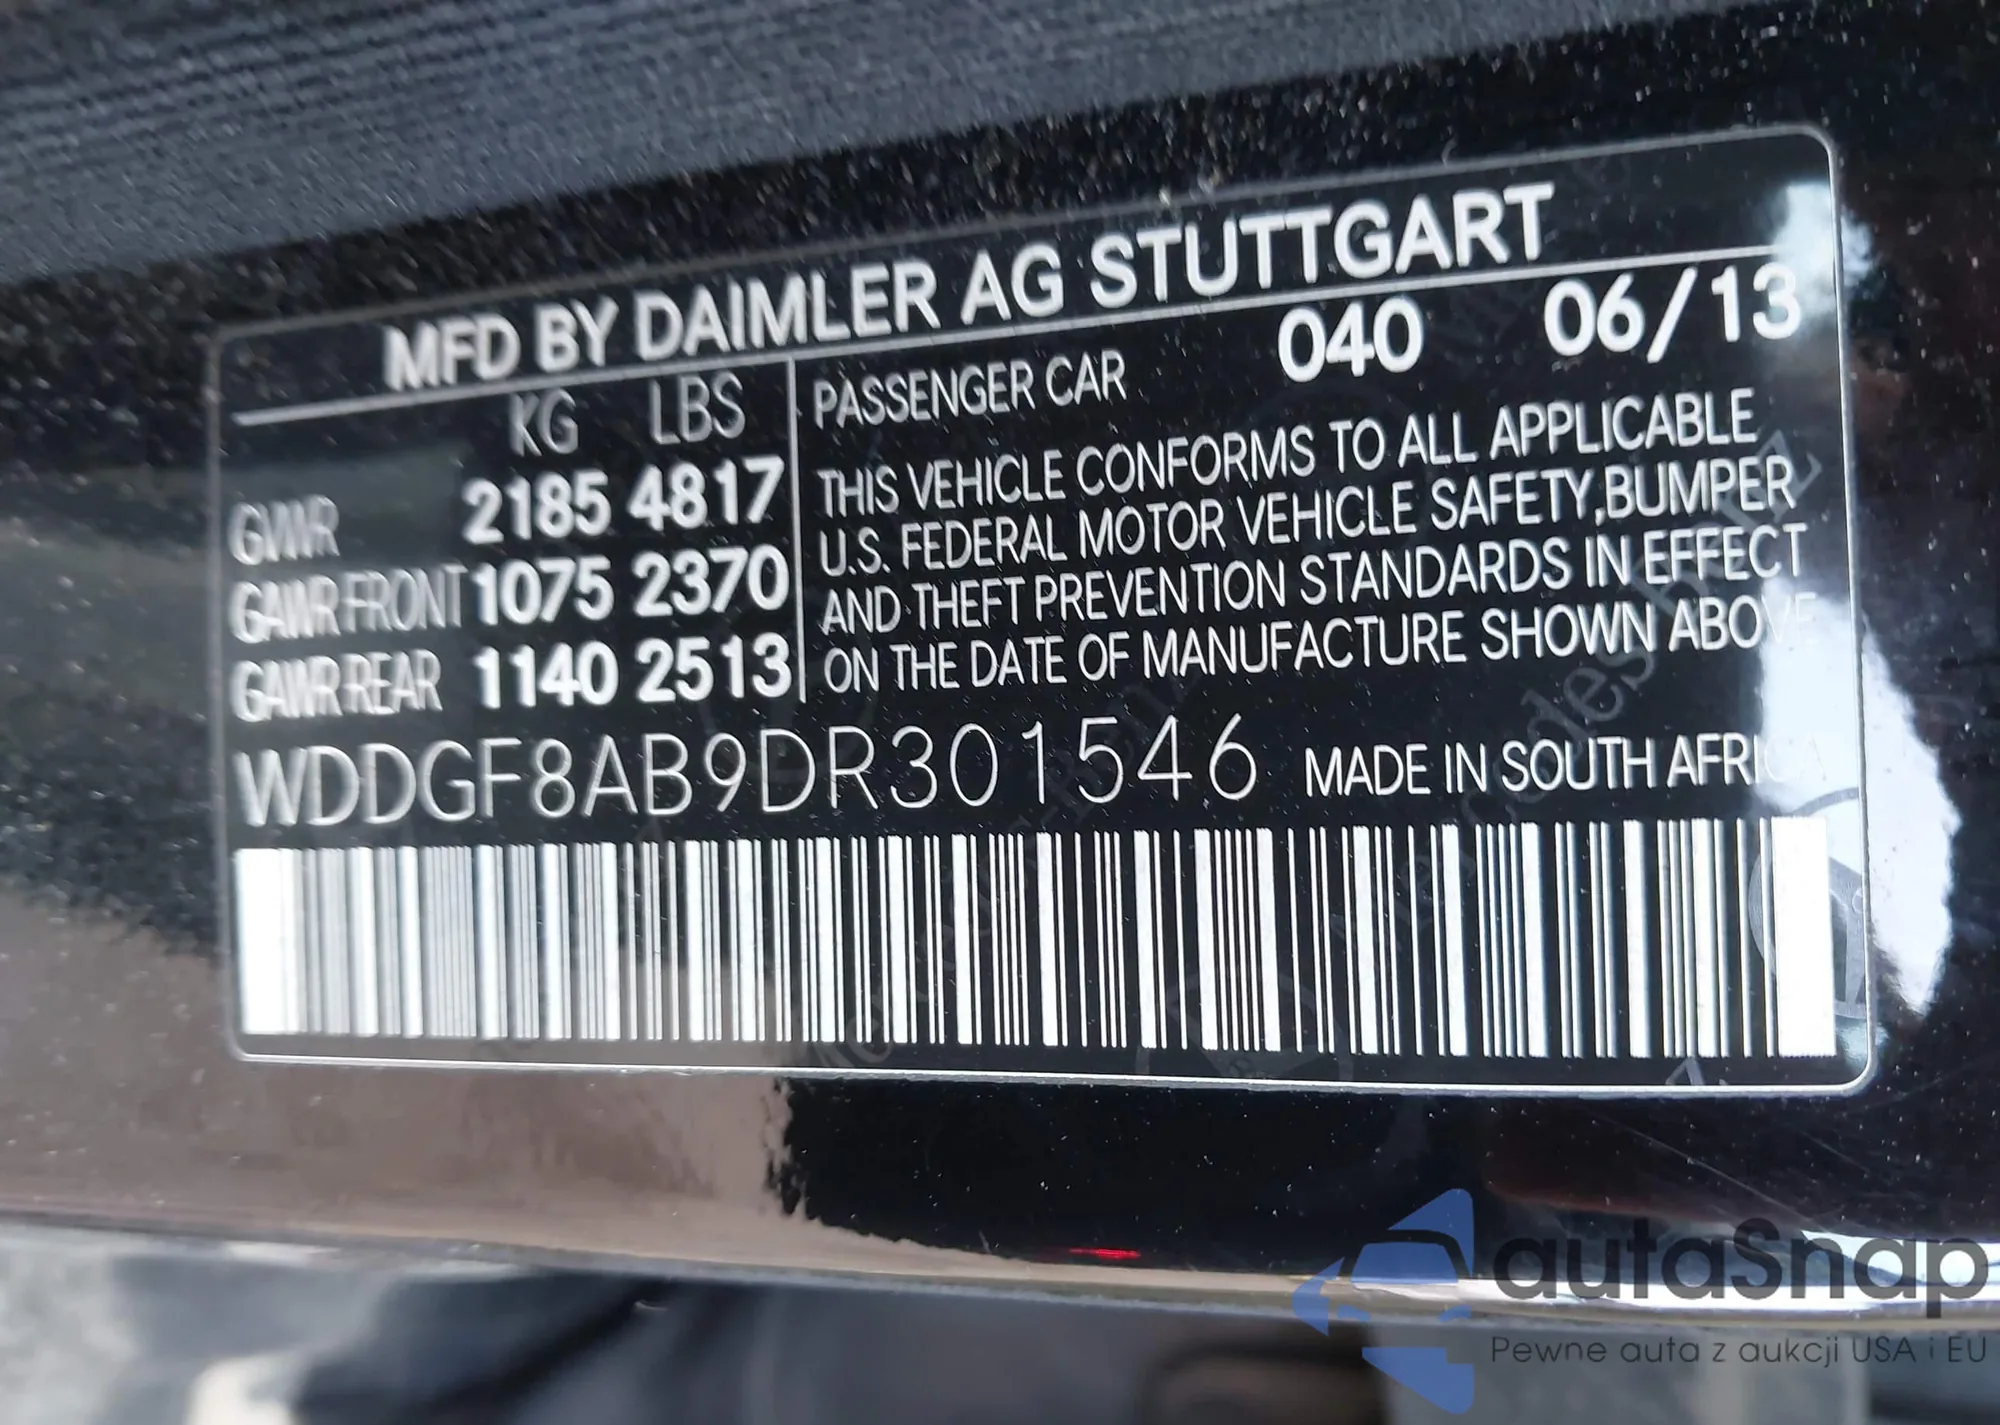 MFD BY DAIMLER AG STUTTGART
KG LBS
GVWR 2185 4817
GAWR FRONT 1075 2370
GAWR REAR 1140 2513
PASSENGER CAR 040 06/13
THIS VEHICLE CONFORMS TO ALL APPLICABLE
U.S. FEDERAL MOTOR VEHICLE SAFETY,BUMPER
AND THEFT PREVENTION STANDARDS IN EFFECT
ON THE DATE OF MANUFACTURE SHOWN ABOVE
WDDGF8AB9DR301546 MADE IN SOUTH AFRICA
Mercedes-Benz
autaSnap
Pewne auta z aukcji USA i EU